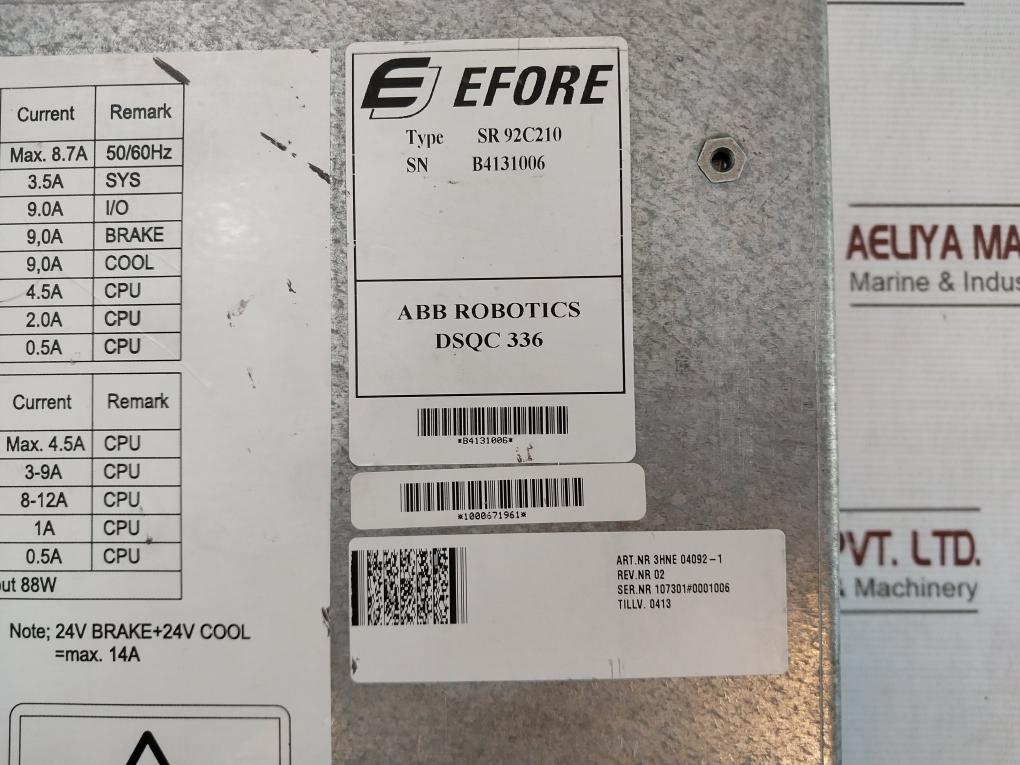 Current Remark
Max. 8.7A 50/60Hz
3.5A SYS
9.0A I/O
9,0A BRAKE
9,0A COOL
4.5A CPU
2.0A CPU
0.5A CPU
Current Remark
Max. 4.5A CPU
3-9A CPU
8-12A CPU
1A CPU
0.5A CPU
out 88W
Note; 24V BRAKE+24V COOL
=max. 14A
EFORE
Type SR 92C210
SN B4131006
ABB ROBOTICS
DSQC 336
*B4131006*
*1000671961*
ART.NR 3HNE 04092-1
REV.NR 02
SER.NR 107301#0001006
TILLV. 0413
AELIYA MA
Marine & Indus
PVT. LTD.
& Machinery